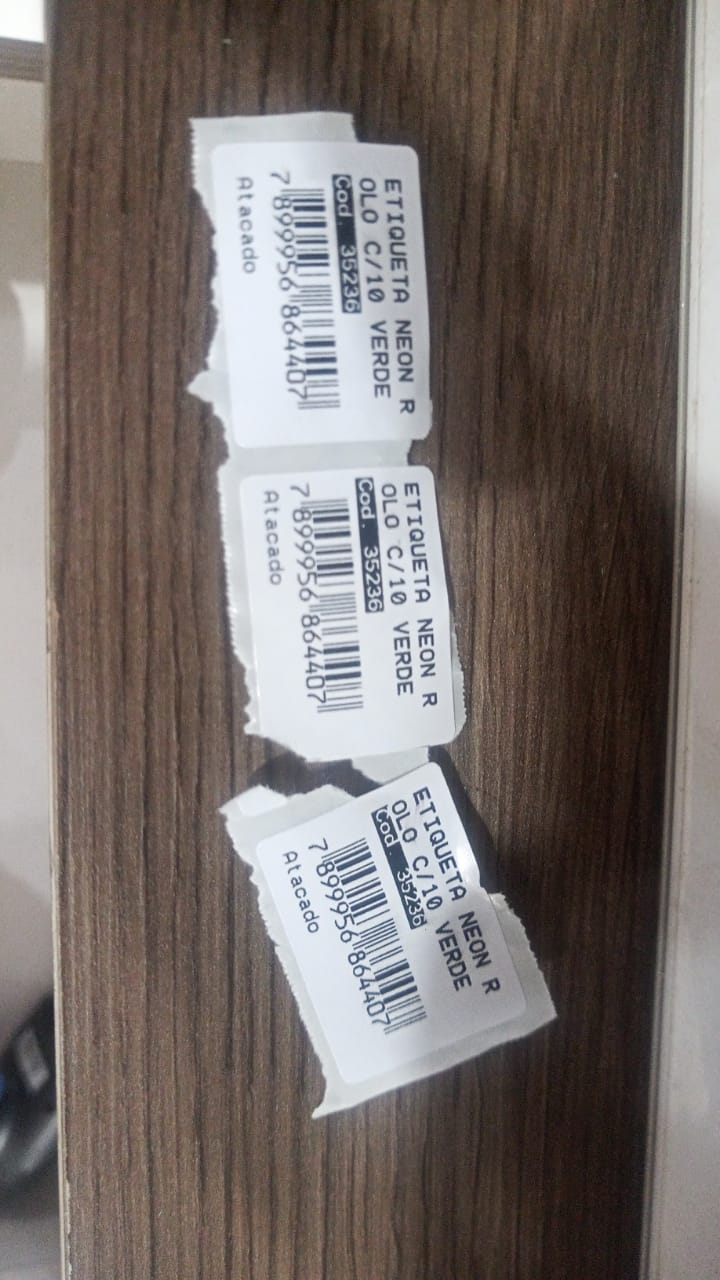 ETIQUETA NEON R
OLO C/10 VERDE
Cod. 35236
7 899956 864407
Atacado
ETIQUETA NEON R
OLO C/10 VERDE
Cod. 35236
7 899956 864407
Atacado
ETIQUETA NEON R
OLO C/10 VERDE
Cod. 35236
7 899956 864407
Atacado